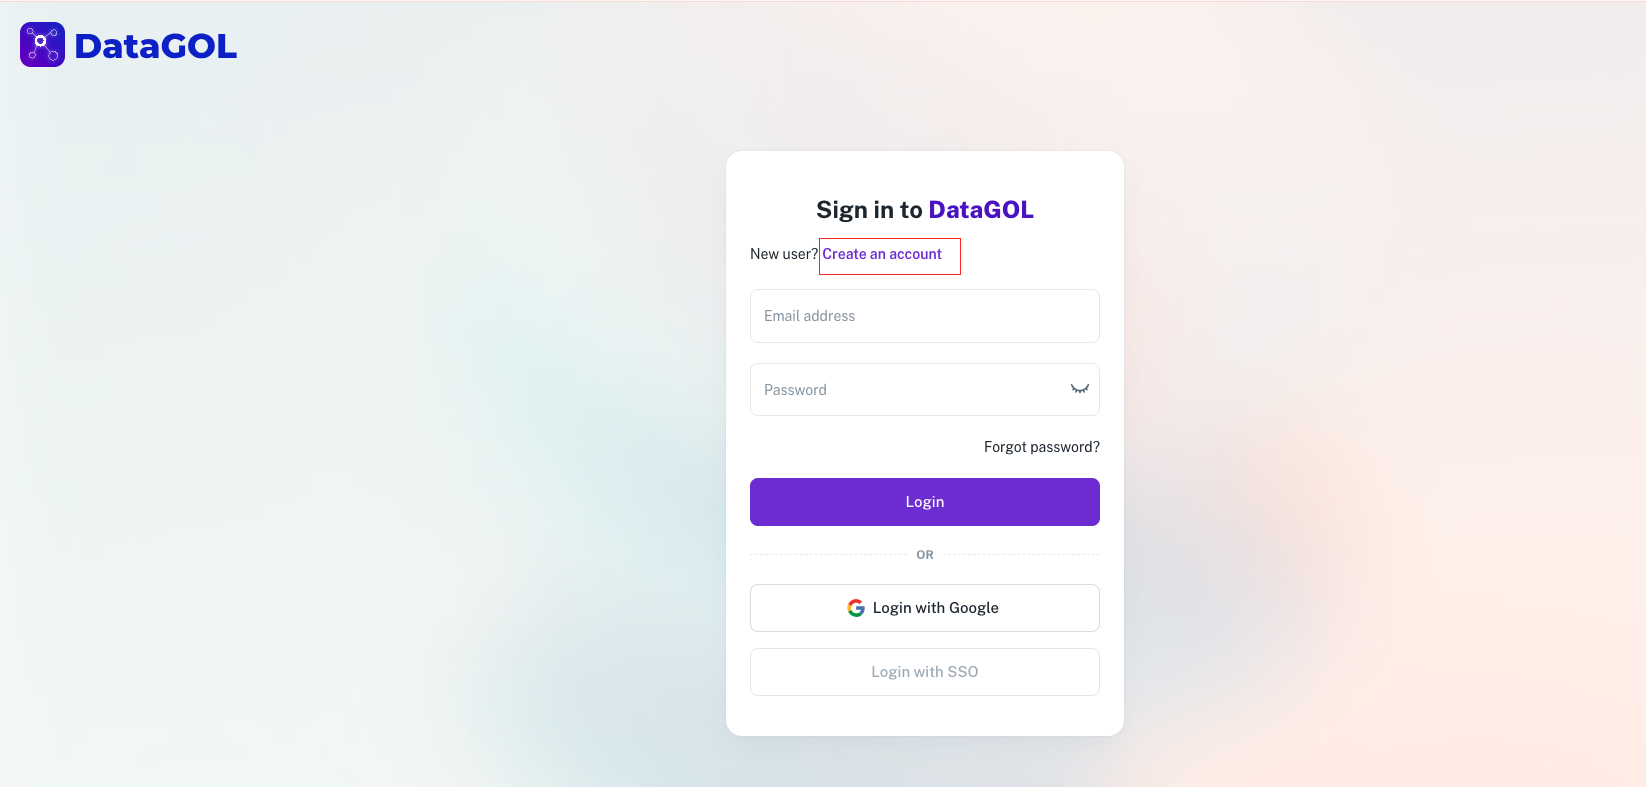 DataGOL
Sign in to DataGOL
New user? Create an account
Email address
Password
Forgot password?
Login
OR
Login with Google
Login with SSO